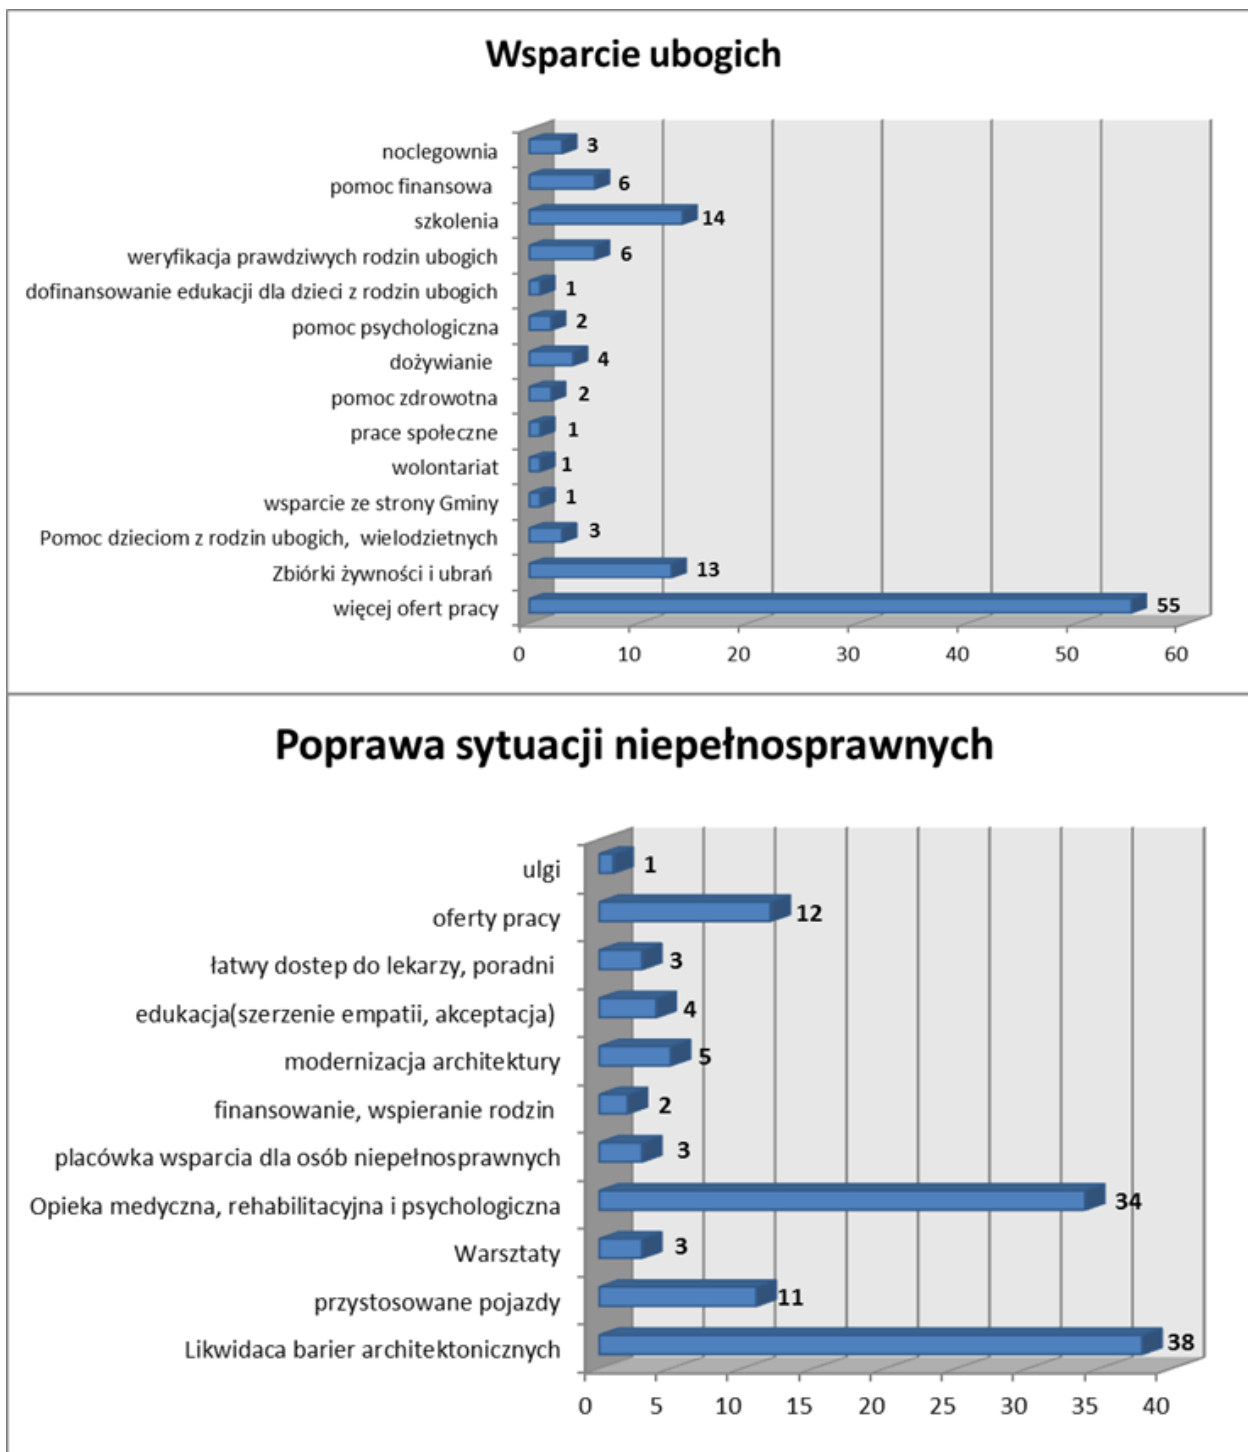 Wsparcie ubogich
noclegownia 3
pomoc finansowa 6
szkolenia 14
weryfikacja prawdziwych rodzin ubogich 6
dofinansowanie edukacji dla dzieci z rodzin ubogich 1
pomoc psychologiczna 2
dożywianie 4
pomoc zdrowotna 2
prace społeczne 1
wolontariat 1
wsparcie ze strony Gminy 1
Pomoc dzieciom z rodzin ubogich, wielodzietnych 3
Zbiórki żywności i ubrań 13
więcej ofert pracy 55
0 10 20 30 40 50 60
Poprawa sytuacji niepełnosprawnych
ulgi 1
oferty pracy 12
łatwy dostep do lekarzy, poradni 3
edukacja(szerzenie empatii, akceptacja) 4
modernizacja architektury 5
finansowanie, wspieranie rodzin 2
placówka wsparcia dla osób niepełnosprawnych 3
Opieka medyczna, rehabilitacyjna i psychologiczna 34
Warsztaty 3
przystosowane pojazdy 11
Likwidaca barier architektonicznych 38
0 5 10 15 20 25 30 35 40